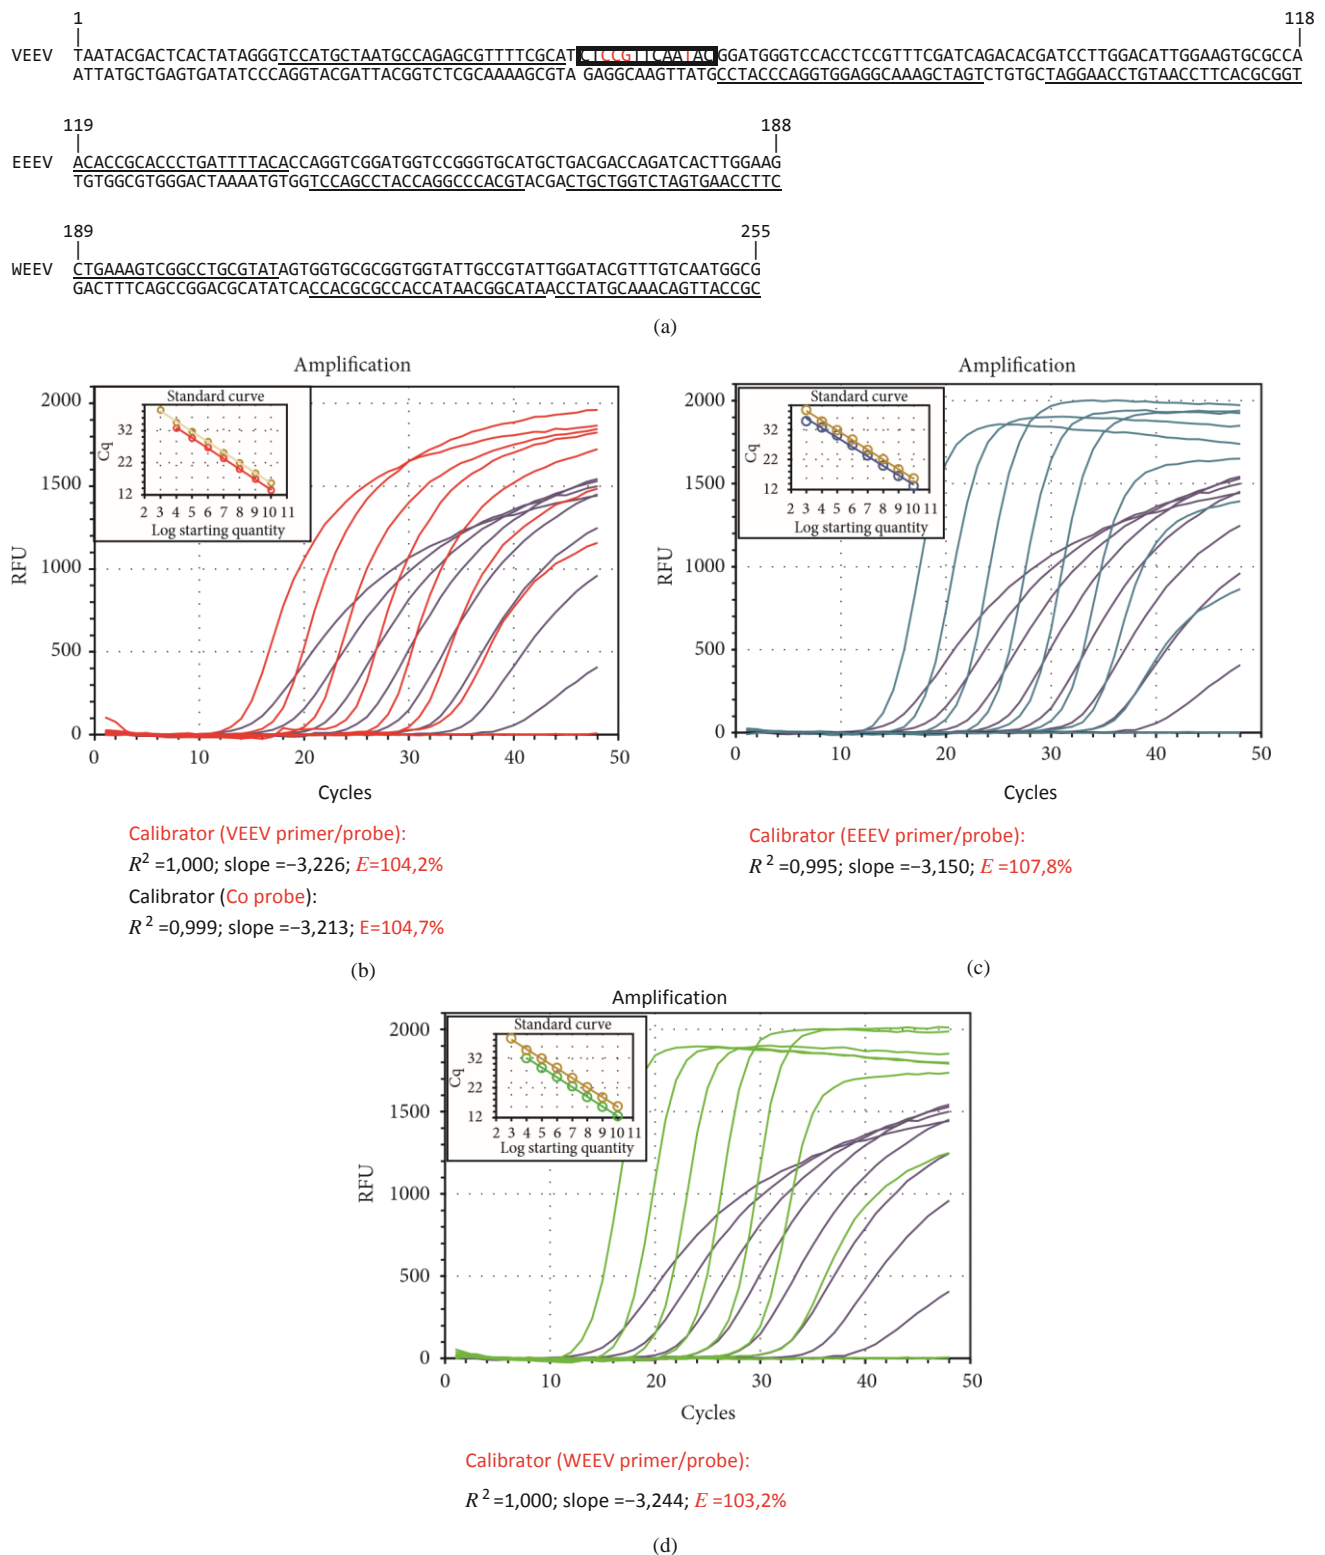 1 118
VEEV TAATACGACTCACTATAGGGTCCATGCTAATGCCAGAGCGTTTTCGCATCTCCGTTCAATACGGATGGGTCCACCTCCGTTTCGATCAGACACGATCCTTGGACATTGGAAGTGCGCCA
ATTATGCTGAGTGATATCCCAGGTACGATTACGGTCTCGCAAAAGCGTA GAGGCAAGTTATGCCTACCCAGGTGGAGGCAAAGCTAGTCTGTGCTAGGAACCTGTAACCTTCACGCGGT
119 188
EEEV ACACCGCACCCTGATTTTACACCAGGTCGGATGGTCCGGGTGCATGCTGACGACCAGATCACTTGGAAG
TGTGGCGTGGGACTAAAATGTGGTCCAGCCTACCAGGCCCACGTACGACTGCTGGTCTAGTGAACCTTC
189 255
WEEV CTGAAAGTCGGCCTGCGTATAGTGGTGCGCGGTGGTATTGCCGTATTGGATACGTTTGTCAATGGCG
GACTTTCAGCCGGACGCATATCACCACGCGCCACCATAACGGCATAACCTATGCAAACAGTTACCGC
(a)
Amplification
2000
1500
1000
500
0
RFU
Standard curve
Cq
32
22
12
2 3 4 5 6 7 8 9 10 11
Log starting quantity
0 10 20 30 40 50
Cycles
Calibrator (VEEV primer/probe):
R² =1,000; slope =−3,226; E=104,2%
Calibrator (Co probe):
R² =0,999; slope =−3,213; E=104,7%
(b)
Amplification
2000
1500
1000
500
0
RFU
Standard curve
Cq
32
22
12
2 3 4 5 6 7 8 9 10 11
Log starting quantity
0 10 20 30 40 50
Cycles
Calibrator (EEEV primer/probe):
R² =0,995; slope =−3,150; E =107,8%
(c)
Amplification
2000
1500
1000
500
0
RFU
Standard curve
Cq
32
22
12
2 3 4 5 6 7 8 9 10 11
Log starting quantity
0 10 20 30 40 50
Cycles
Calibrator (WEEV primer/probe):
R² =1,000; slope =−3,244; E =103,2%
(d)